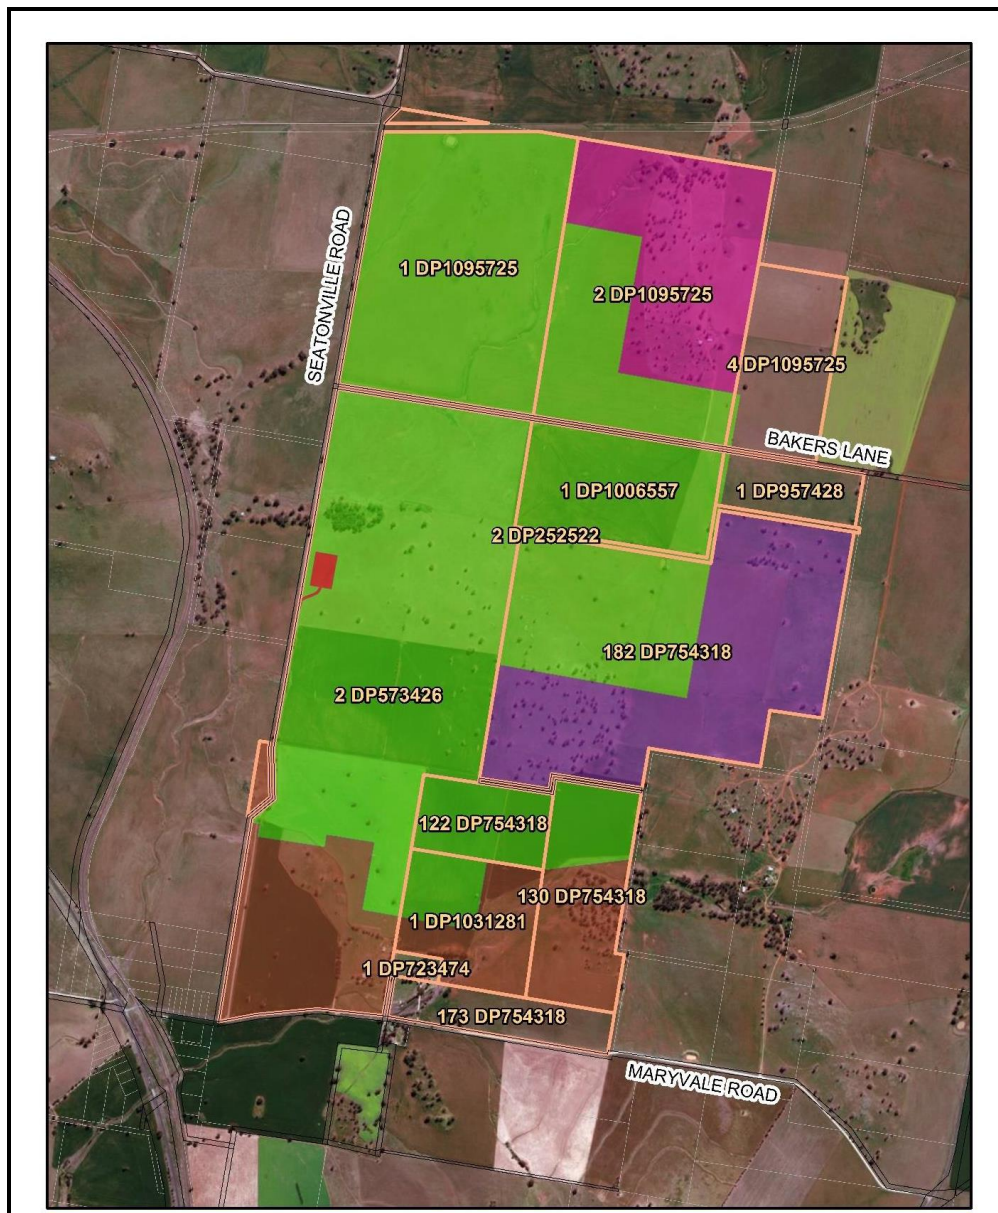 SEATONVILLE ROAD
1 DP1095725
2 DP1095725
4 DP1095725
BAKERS LANE
1 DP1006557
1 DP957428
2 DP252522
182 DP754318
2 DP573426
122 DP754318
130 DP754318
1 DP1031281
1 DP723474
173 DP754318
MARYVALE ROAD